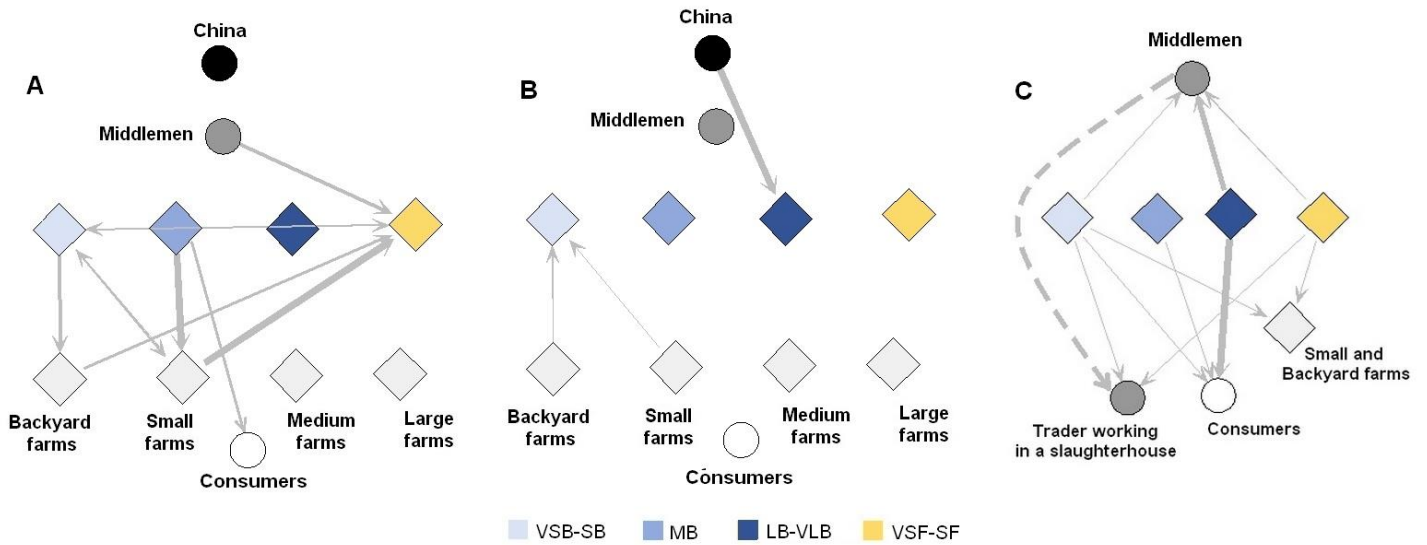 China
A
Middlemen
Backyard
farms
Small
farms
Medium
farms
Large
farms
Consumers
China
B
Middlemen
Backyard
farms
Small
farms
Medium
farms
Large
farms
Consumers
Middlemen
C
Small and
Backyard farms
Trader working
in a slaughterhouse
Consumers
VSB-SB
MB
LB-VLB
VSF-SF